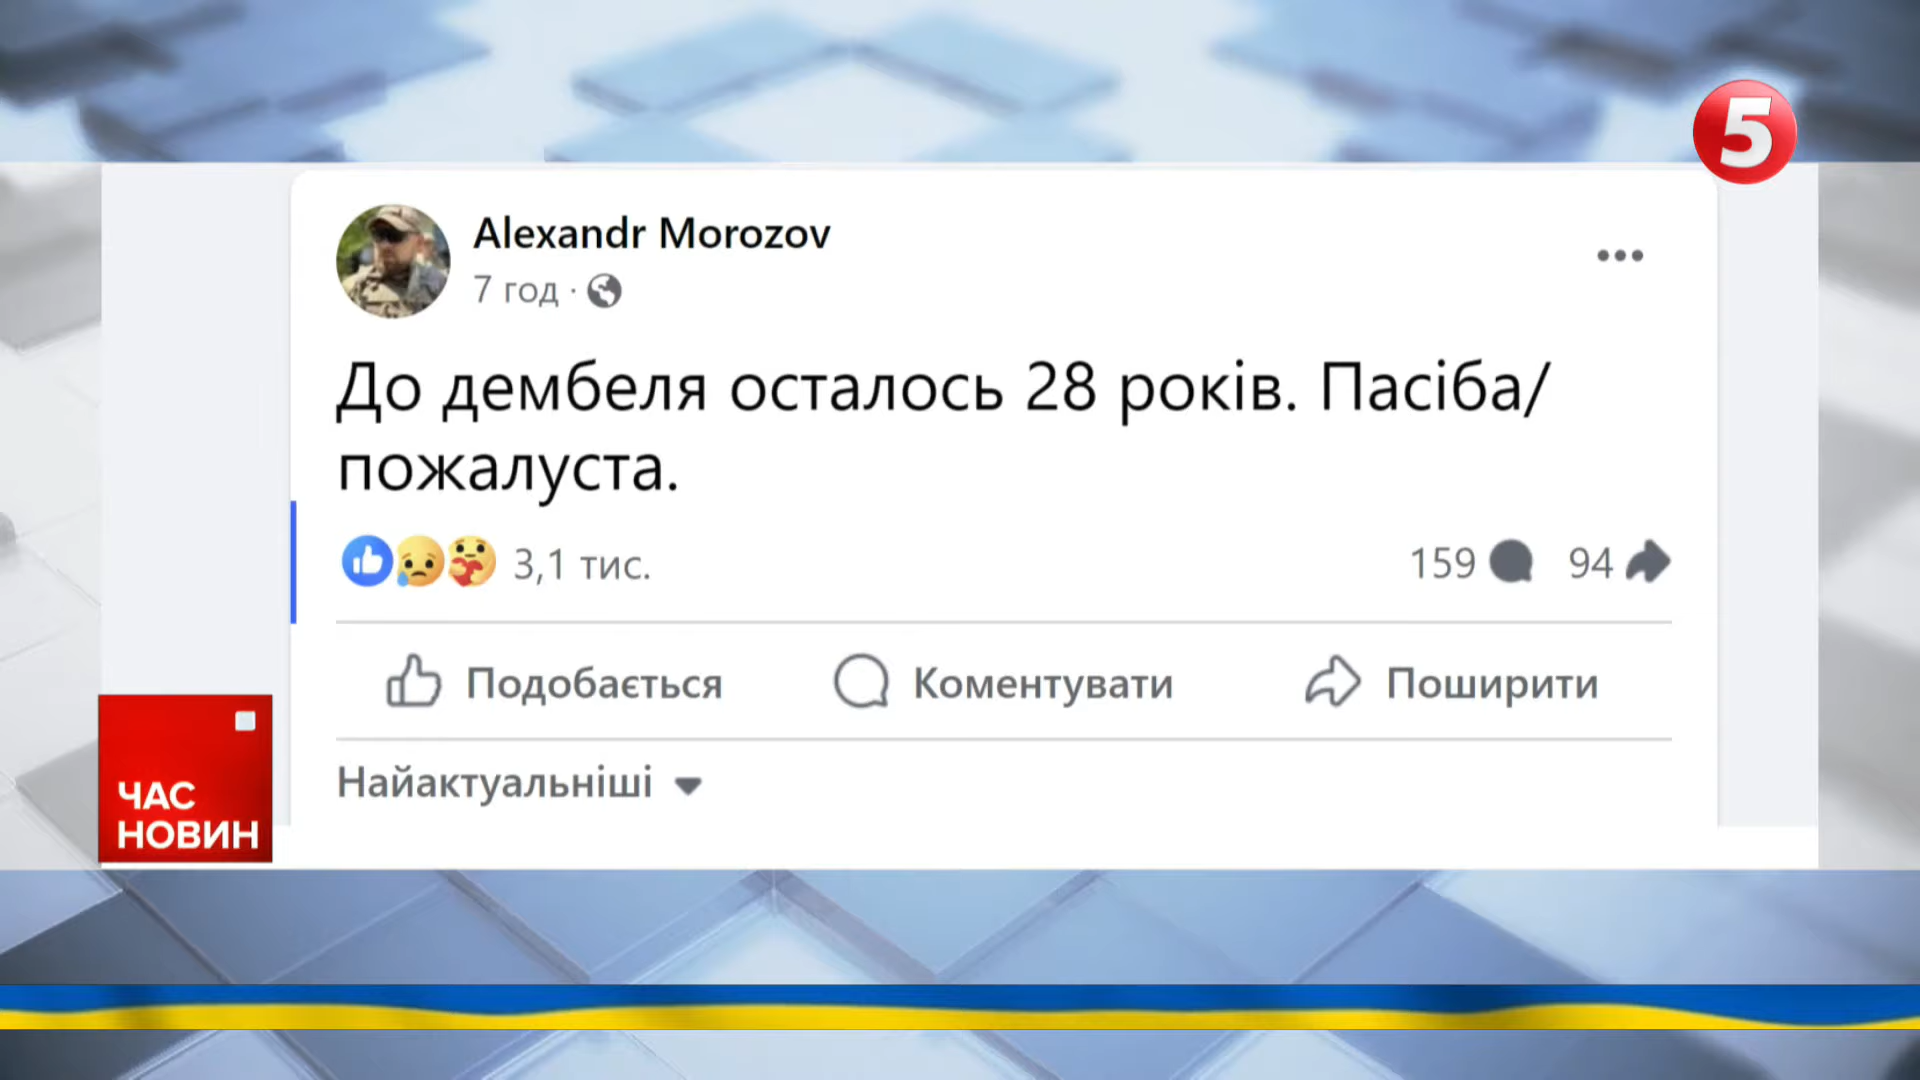 5
Alexandr Morozov
7 год ·
До дембеля осталось 28 років. Пасіба/
пожалуста.
3,1 тис.
159 94
Подобається Коментувати Поширити
Найактуальніші
ЧАС
НОВИН